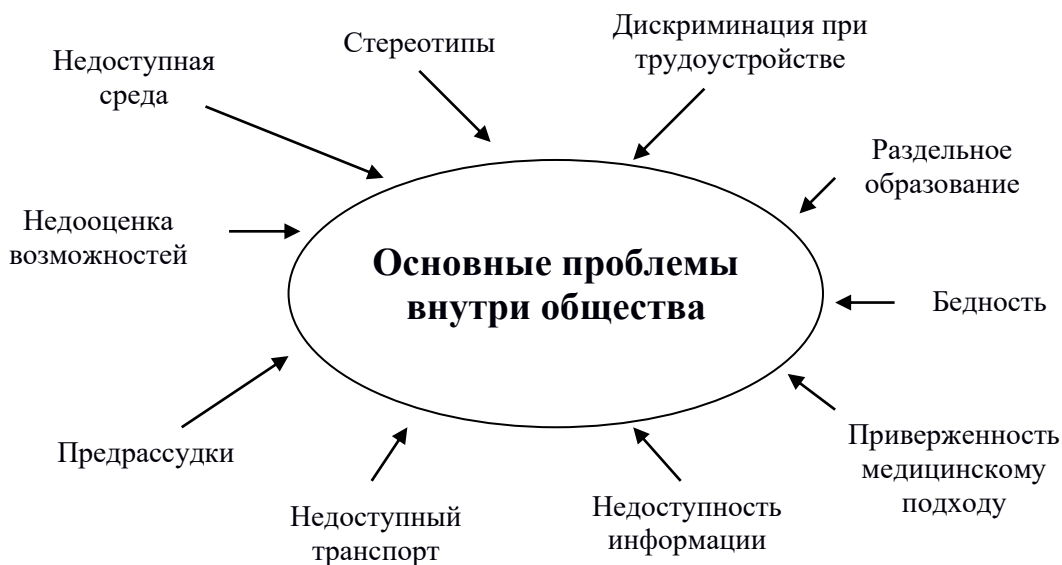 Стереотипы
Дискриминация при
трудоустройстве
Недоступная
среда
Раздельное
образование
Недооценка
возможностей
Основные проблемы
внутри общества
Бедность
Предрассудки
Приверженность
медицинскому
подходу
Недоступный
транспорт
Недоступность
информации